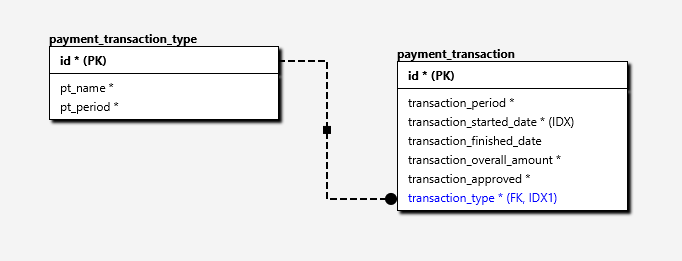 payment_transaction_type
id * (PK)
pt_name *
pt_period *
payment_transaction
id * (PK)
transaction_period *
transaction_started_date * (IDX)
transaction_finished_date
transaction_overall_amount *
transaction_approved *
transaction_type * (FK, IDX1)